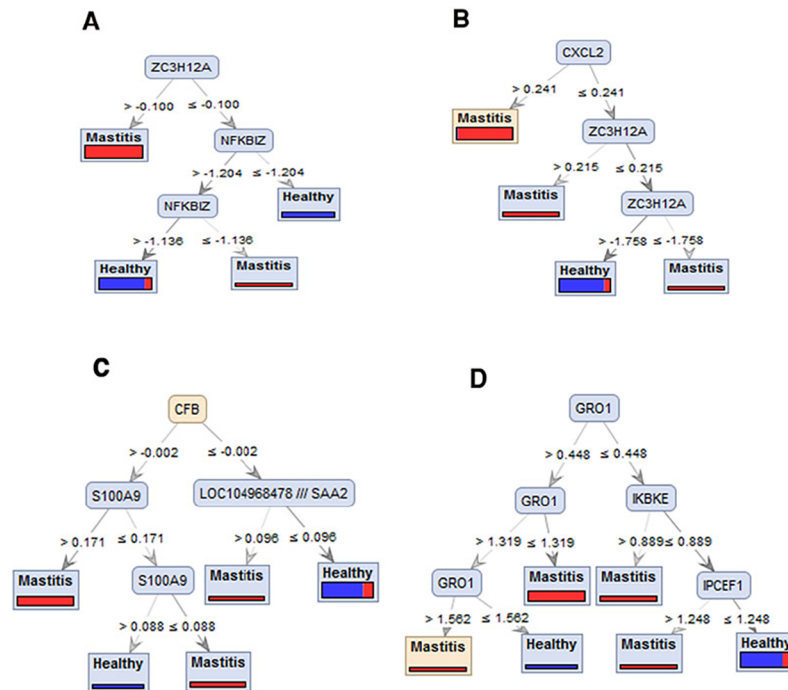 A
ZC3H12A
> -0.100 ≤ -0.100
Mastitis
NFKBIZ
> -1.204 ≤ -1.204
NFKBIZ
Healthy
> -1.136 ≤ -1.136
Healthy
Mastitis
B
CXCL2
> 0.241 ≤ 0.241
Mastitis
ZC3H12A
> 0.215 ≤ 0.215
Mastitis
ZC3H12A
> -1.758 ≤ -1.758
Healthy
Mastitis
C
CFB
> -0.002 ≤ -0.002
S100A9
LOC104968478 /// SAA2
> 0.171 ≤ 0.171
> 0.096 ≤ 0.096
Mastitis
S100A9
Mastitis
Healthy
> 0.088 ≤ 0.088
Healthy
Mastitis
D
GRO1
> 0.448 ≤ 0.448
GRO1
IKBKE
> 1.319 ≤ 1.319
> 0.889 ≤ 0.889
GRO1
Mastitis
Mastitis
IPCEF1
> 1.562 ≤ 1.562
> 1.248 ≤ 1.248
Mastitis
Healthy
Mastitis
Healthy